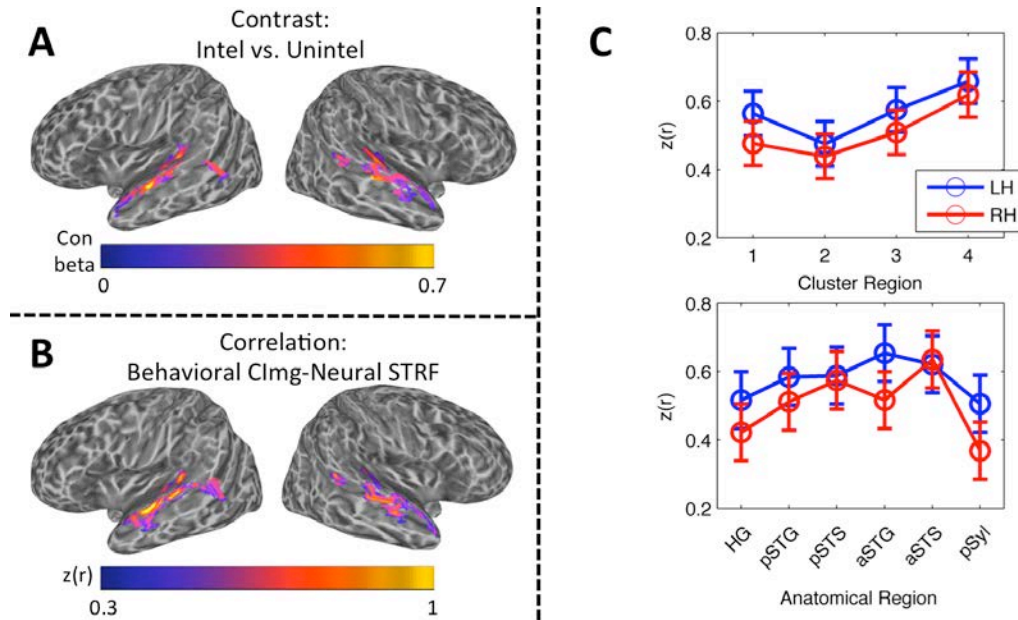 A
Contrast:
Intel vs. Unintel
Con
beta
0
0.7
B
Correlation:
Behavioral CImg-Neural STRF
z(r)
0.3
1
C
0.8
0.6
0.4
0.2
z(r)
LH
RH
1 2 3 4
Cluster Region
0.8
0.6
0.4
0.2
z(r)
HG pSTG pSTS aSTG aSTS pSyl
Anatomical Region